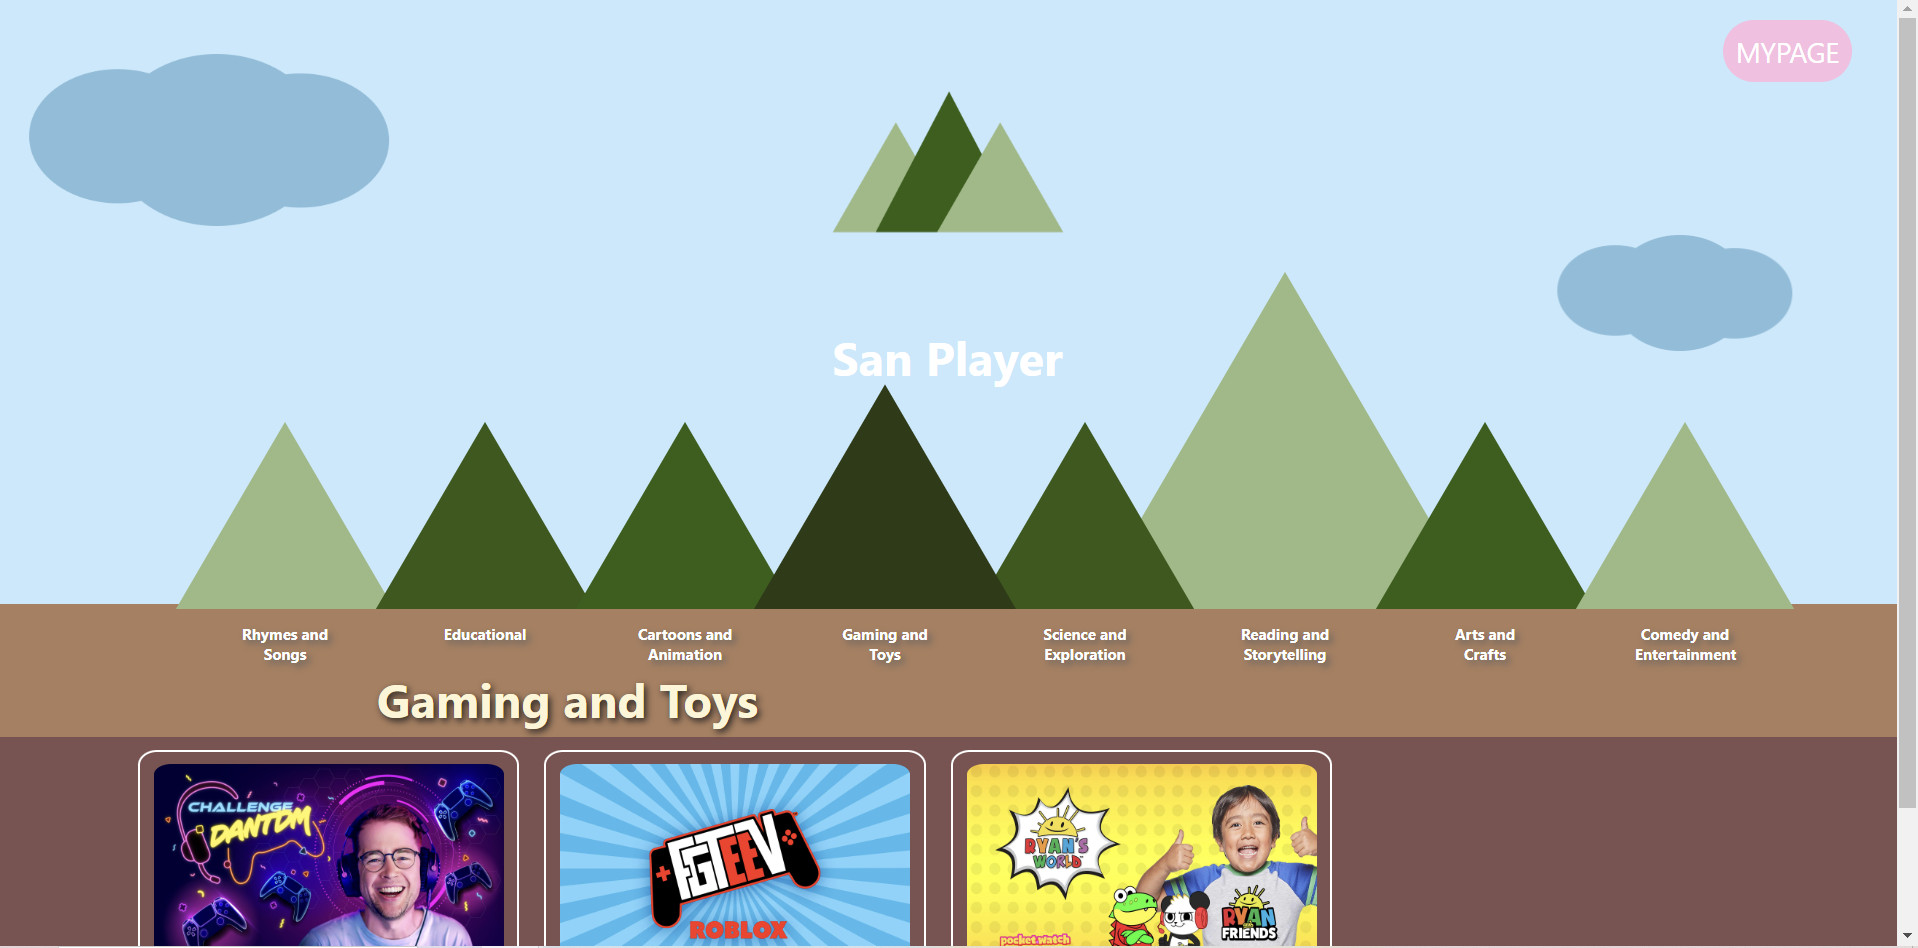 MYPAGE
San Player
Rhymes and
Songs
Educational
Cartoons and
Animation
Gaming and
Toys
Science and
Exploration
Reading and
Storytelling
Arts and
Crafts
Comedy and
Entertainment
Gaming and Toys
CHALLENGE
DANTDM
FGTEEV
ROBLOX
RYAN'S
WORLD
pocket.watch
RYAN
AND
FRIENDS